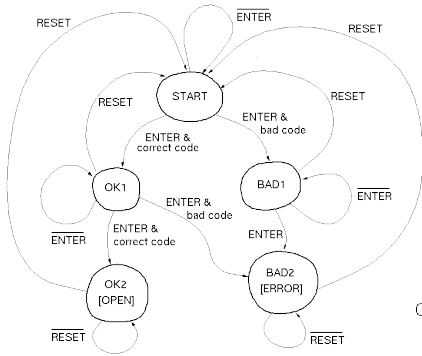 RESET
ENTER
RESET
START
RESET
RESET
ENTER &
correct code
ENTER &
bad code
OK1
ENTER &
bad code
BAD1
ENTER
ENTER
ENTER &
correct code
ENTER
OK2
[OPEN]
BAD2
[ERROR]
RESET
RESET